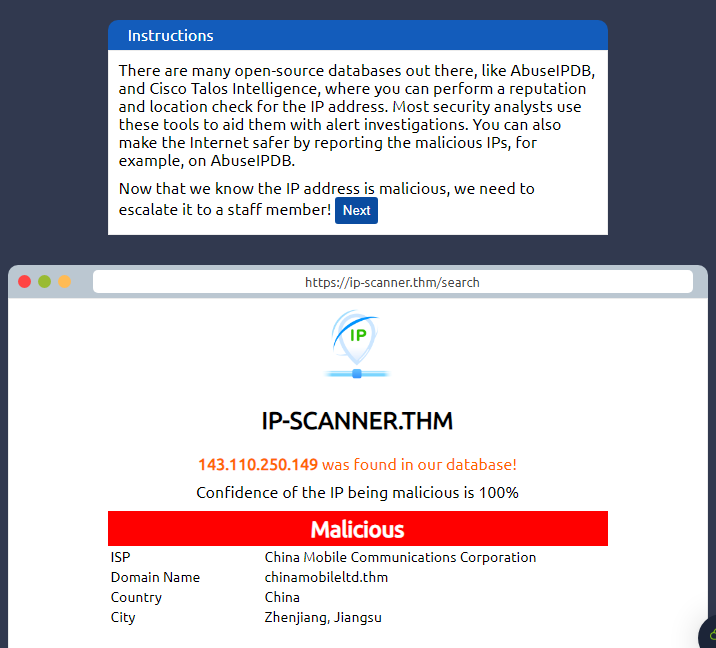 Instructions
There are many open-source databases out there, like AbuseIPDB,
and Cisco Talos Intelligence, where you can perform a reputation
and location check for the IP address. Most security analysts use
these tools to aid them with alert investigations. You can also
make the Internet safer by reporting the malicious IPs, for
example, on AbuseIPDB.
Now that we know the IP address is malicious, we need to
escalate it to a staff member! Next
https://ip-scanner.thm/search
IP
IP-SCANNER.THM
143.110.250.149 was found in our database!
Confidence of the IP being malicious is 100%
Malicious
ISP China Mobile Communications Corporation
Domain Name chinamobileltd.thm
Country China
City Zhenjiang, Jiangsu